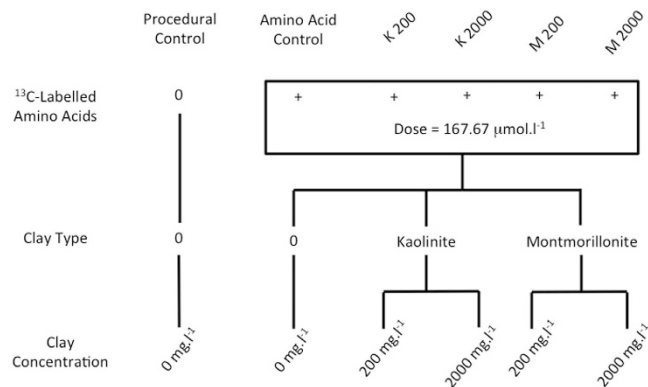 Procedural Control
Amino Acid Control
K 200
K 2000
M 200
M 2000
¹³C-Labelled Amino Acids
0
+
+
+
+
+
Dose = 167.67 µmol.l⁻¹
Clay Type
0
0
Kaolinite
Montmorillonite
Clay Concentration
0 mg.l⁻¹
0 mg.l⁻¹
200 mg.l⁻¹
2000 mg.l⁻¹
200 mg.l⁻¹
2000 mg.l⁻¹